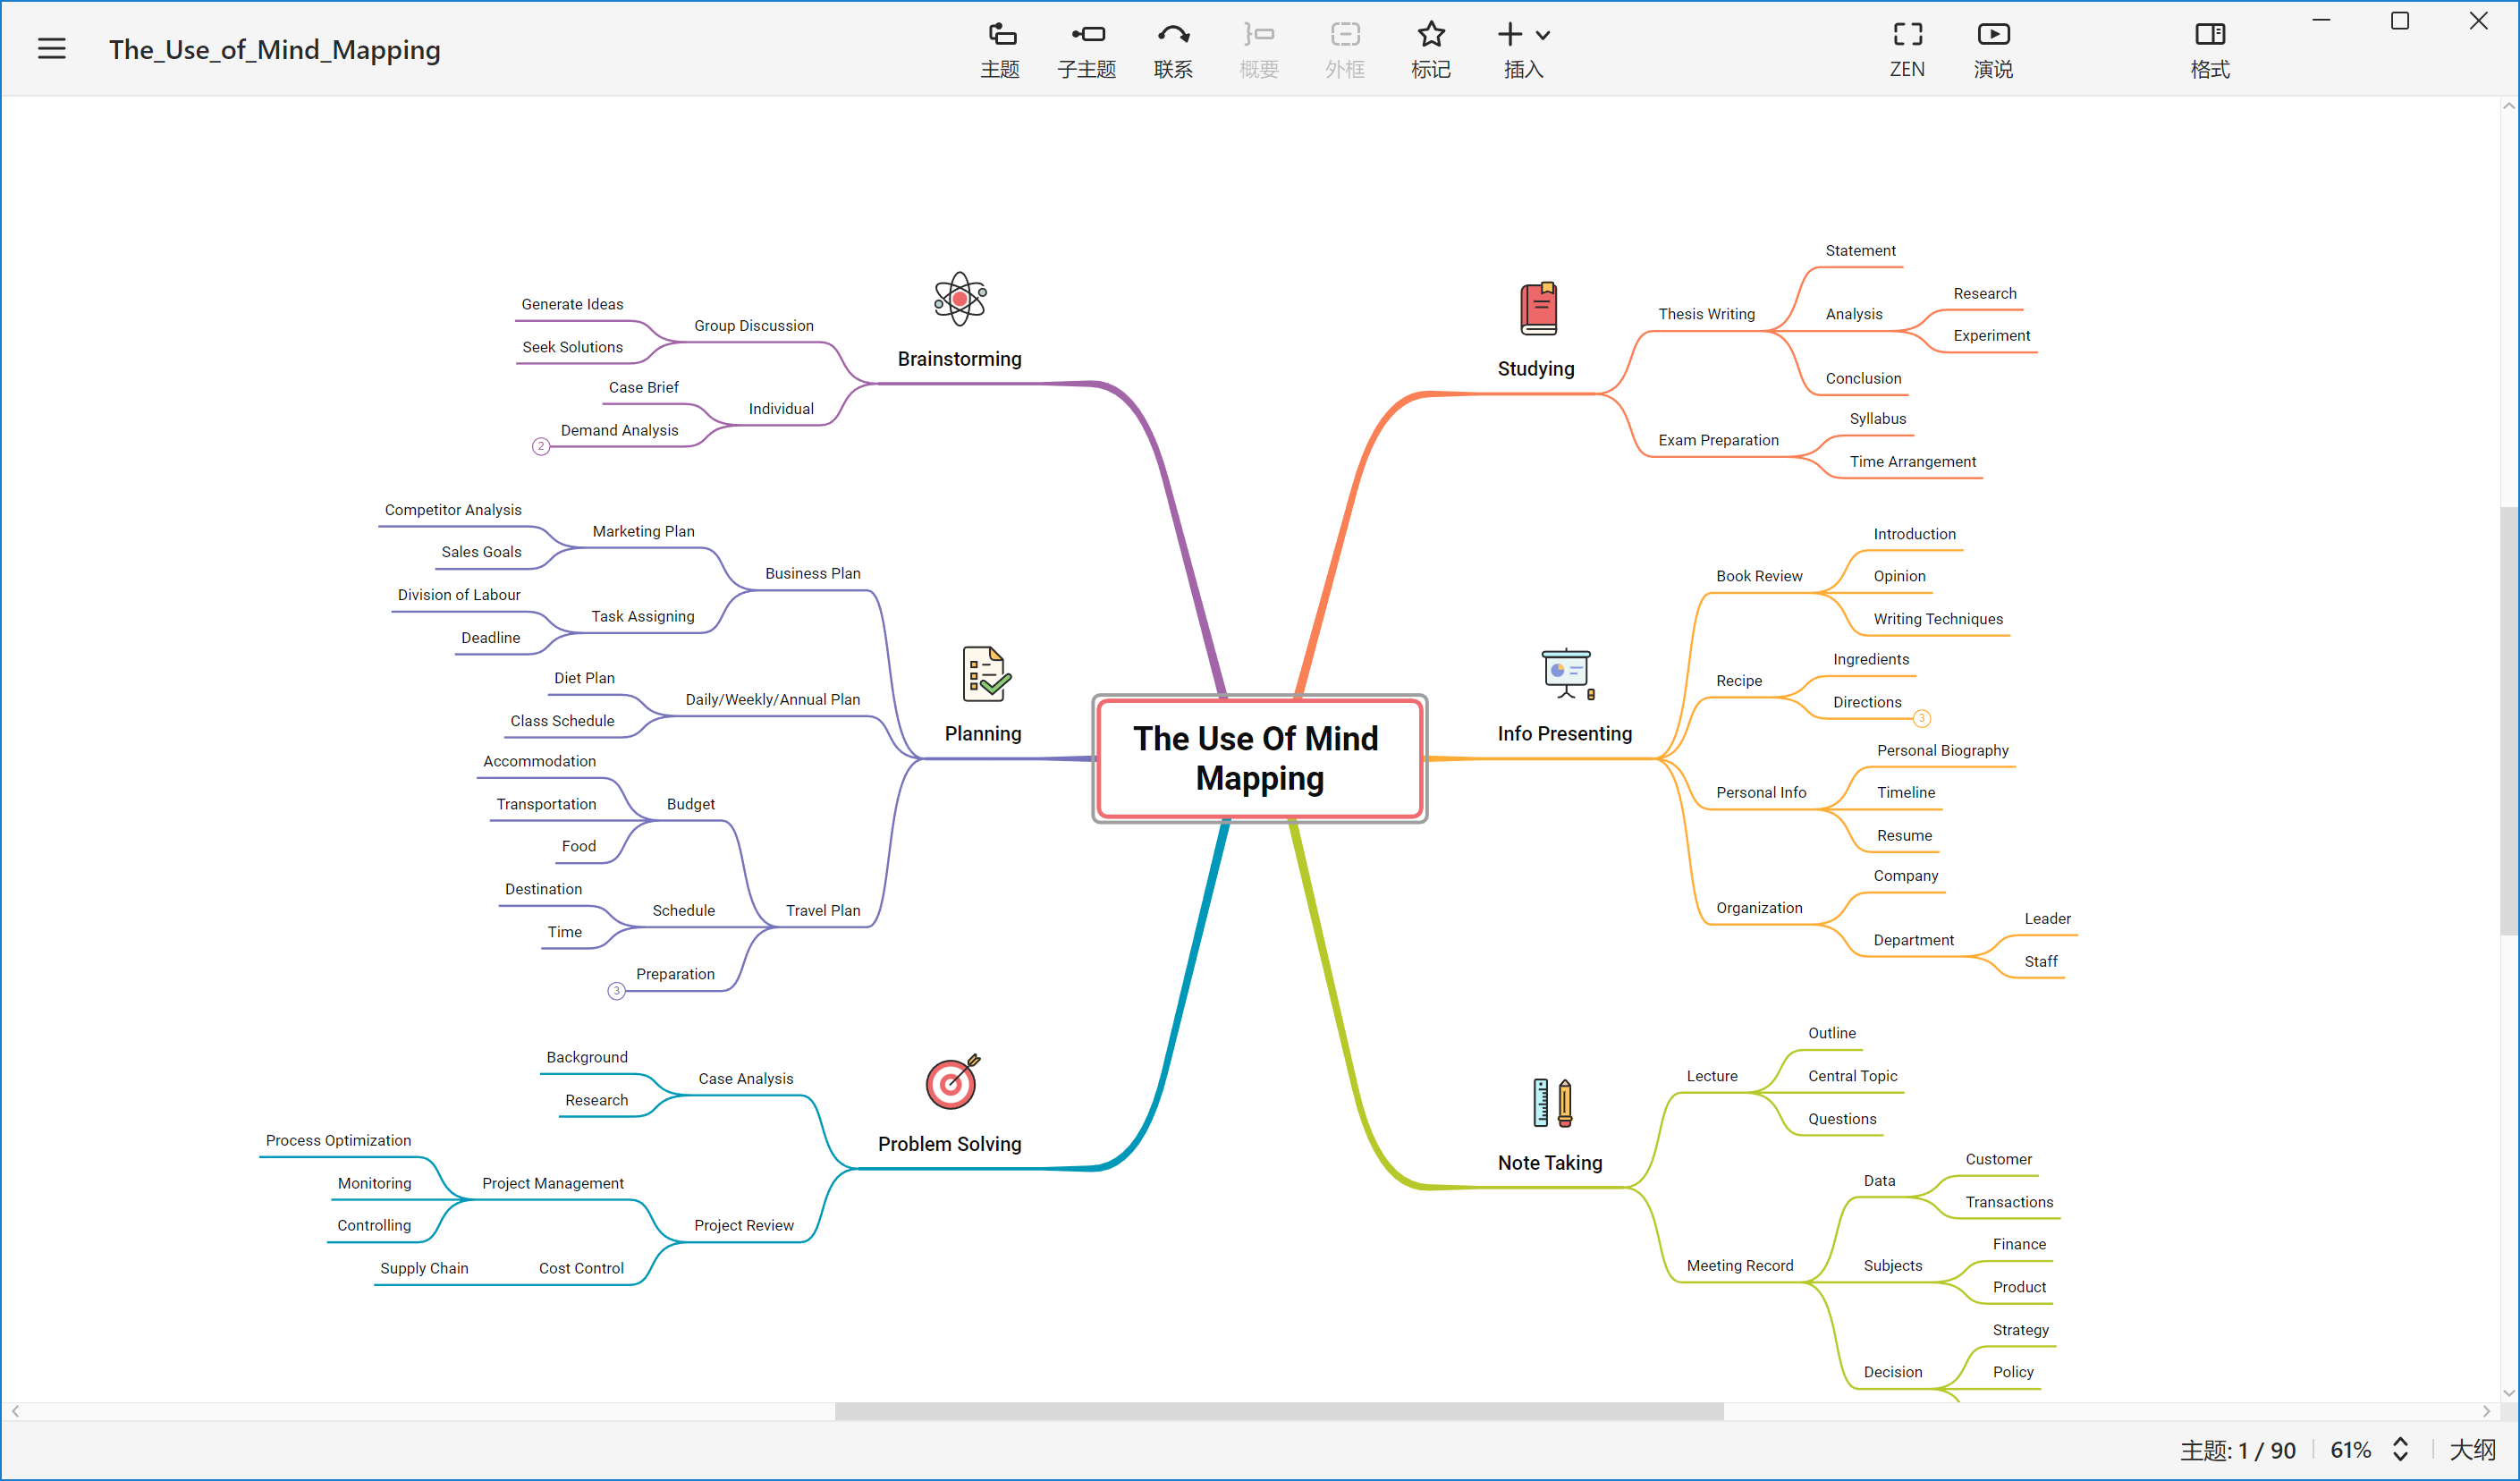 The_Use_of_Mind_Mapping
主题
子主题
联系
概要
外框
标记
插入
ZEN
演说
格式
Brainstorming
Group Discussion
Generate Ideas
Seek Solutions
Individual
Case Brief
Demand Analysis
2
Planning
Business Plan
Marketing Plan
Competitor Analysis
Sales Goals
Task Assigning
Division of Labour
Deadline
Daily/Weekly/Annual Plan
Diet Plan
Class Schedule
Travel Plan
Budget
Accommodation
Transportation
Food
Schedule
Destination
Time
Preparation
3
Problem Solving
Case Analysis
Background
Research
Project Review
Project Management
Process Optimization
Monitoring
Controlling
Cost Control
Supply Chain
The Use Of Mind
Mapping
Studying
Thesis Writing
Statement
Analysis
Research
Experiment
Conclusion
Exam Preparation
Syllabus
Time Arrangement
Info Presenting
Book Review
Introduction
Opinion
Writing Techniques
Recipe
Ingredients
Directions
3
Personal Info
Personal Biography
Timeline
Resume
Organization
Company
Department
Leader
Staff
Note Taking
Lecture
Outline
Central Topic
Questions
Meeting Record
Data
Customer
Transactions
Subjects
Finance
Product
Decision
Strategy
Policy
主题: 1 / 90
61%
大纲